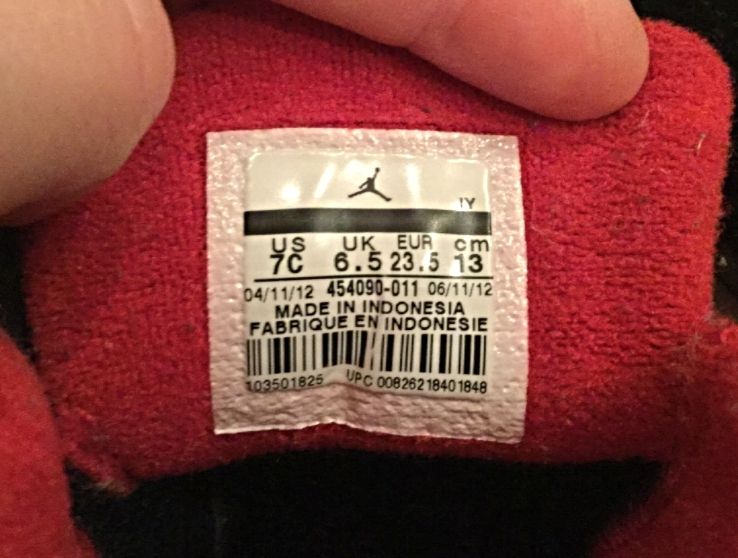 IY
US UK EUR cm
7C 6.5 23.5 13
04/11/12 454090-011 06/11/12
MADE IN INDONESIA
FABRIQUE EN INDONESIE
103501825 UPC 00826218401848